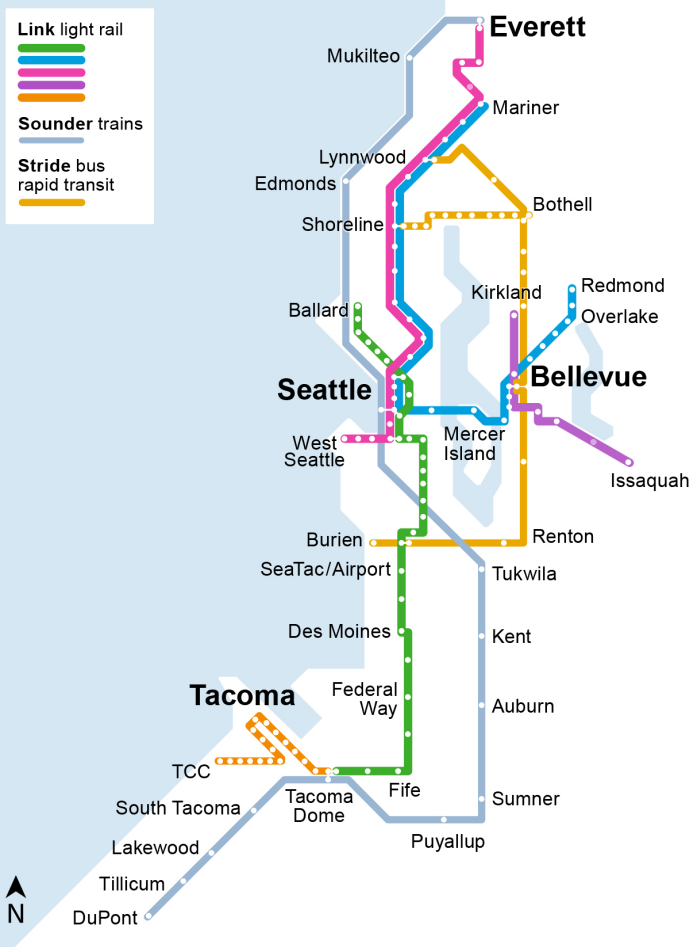 Link light rail
Sounder trains
Stride bus
rapid transit
Everett
Mukilteo
Mariner
Lynnwood
Edmonds
Bothell
Shoreline
Kirkland
Redmond
Ballard
Overlake
Seattle
Bellevue
West
Seattle
Mercer
Island
Issaquah
Burien
Renton
SeaTac/Airport
Tukwila
Des Moines
Kent
Tacoma
Federal
Way
Auburn
TCC
Tacoma
Dome
Fife
Sumner
South Tacoma
Puyallup
Lakewood
Tillicum
DuPont
N